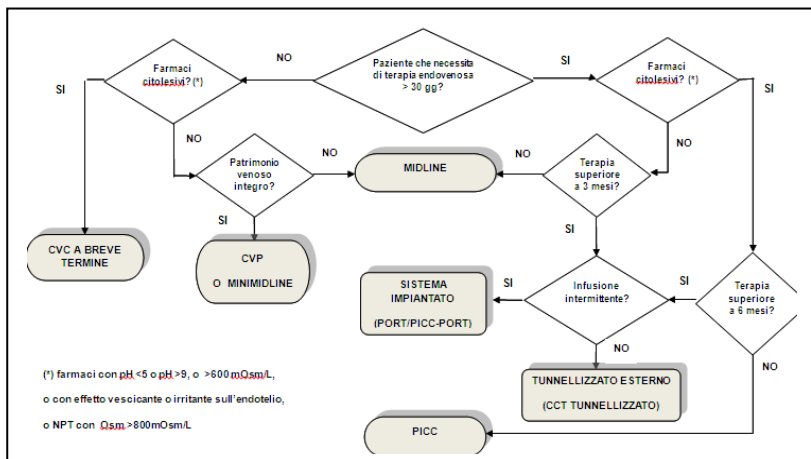 Paziente che necessita
di terapia endovenosa
> 30 gg?
NO
SI
Farmaci
citolesivi? (*)
SI
NO
Farmaci
citolesivi? (*)
SI
NO
Patrimonio
venoso
integro?
NO
SI
MIDLINE
NO
Terapia
superiore
a 3 mesi?
SI
CVC A BREVE
TERMINE
CVP
O MINIMIDLINE
SISTEMA
IMPIANTATO
(PORT/PICC-PORT)
SI
Infusione
intermittente?
SI
Terapia
superiore
a 6 mesi?
NO
NO
TUNNELLIZZATO ESTERNO
(CCT TUNNELLIZZATO)
PICC
(*) farmaci con pH <5 o pH >9, o >600 mOsm/L,
o con effetto vescicante o irritante sull'endotelio,
o NPT con Osm.>800mOsm/L